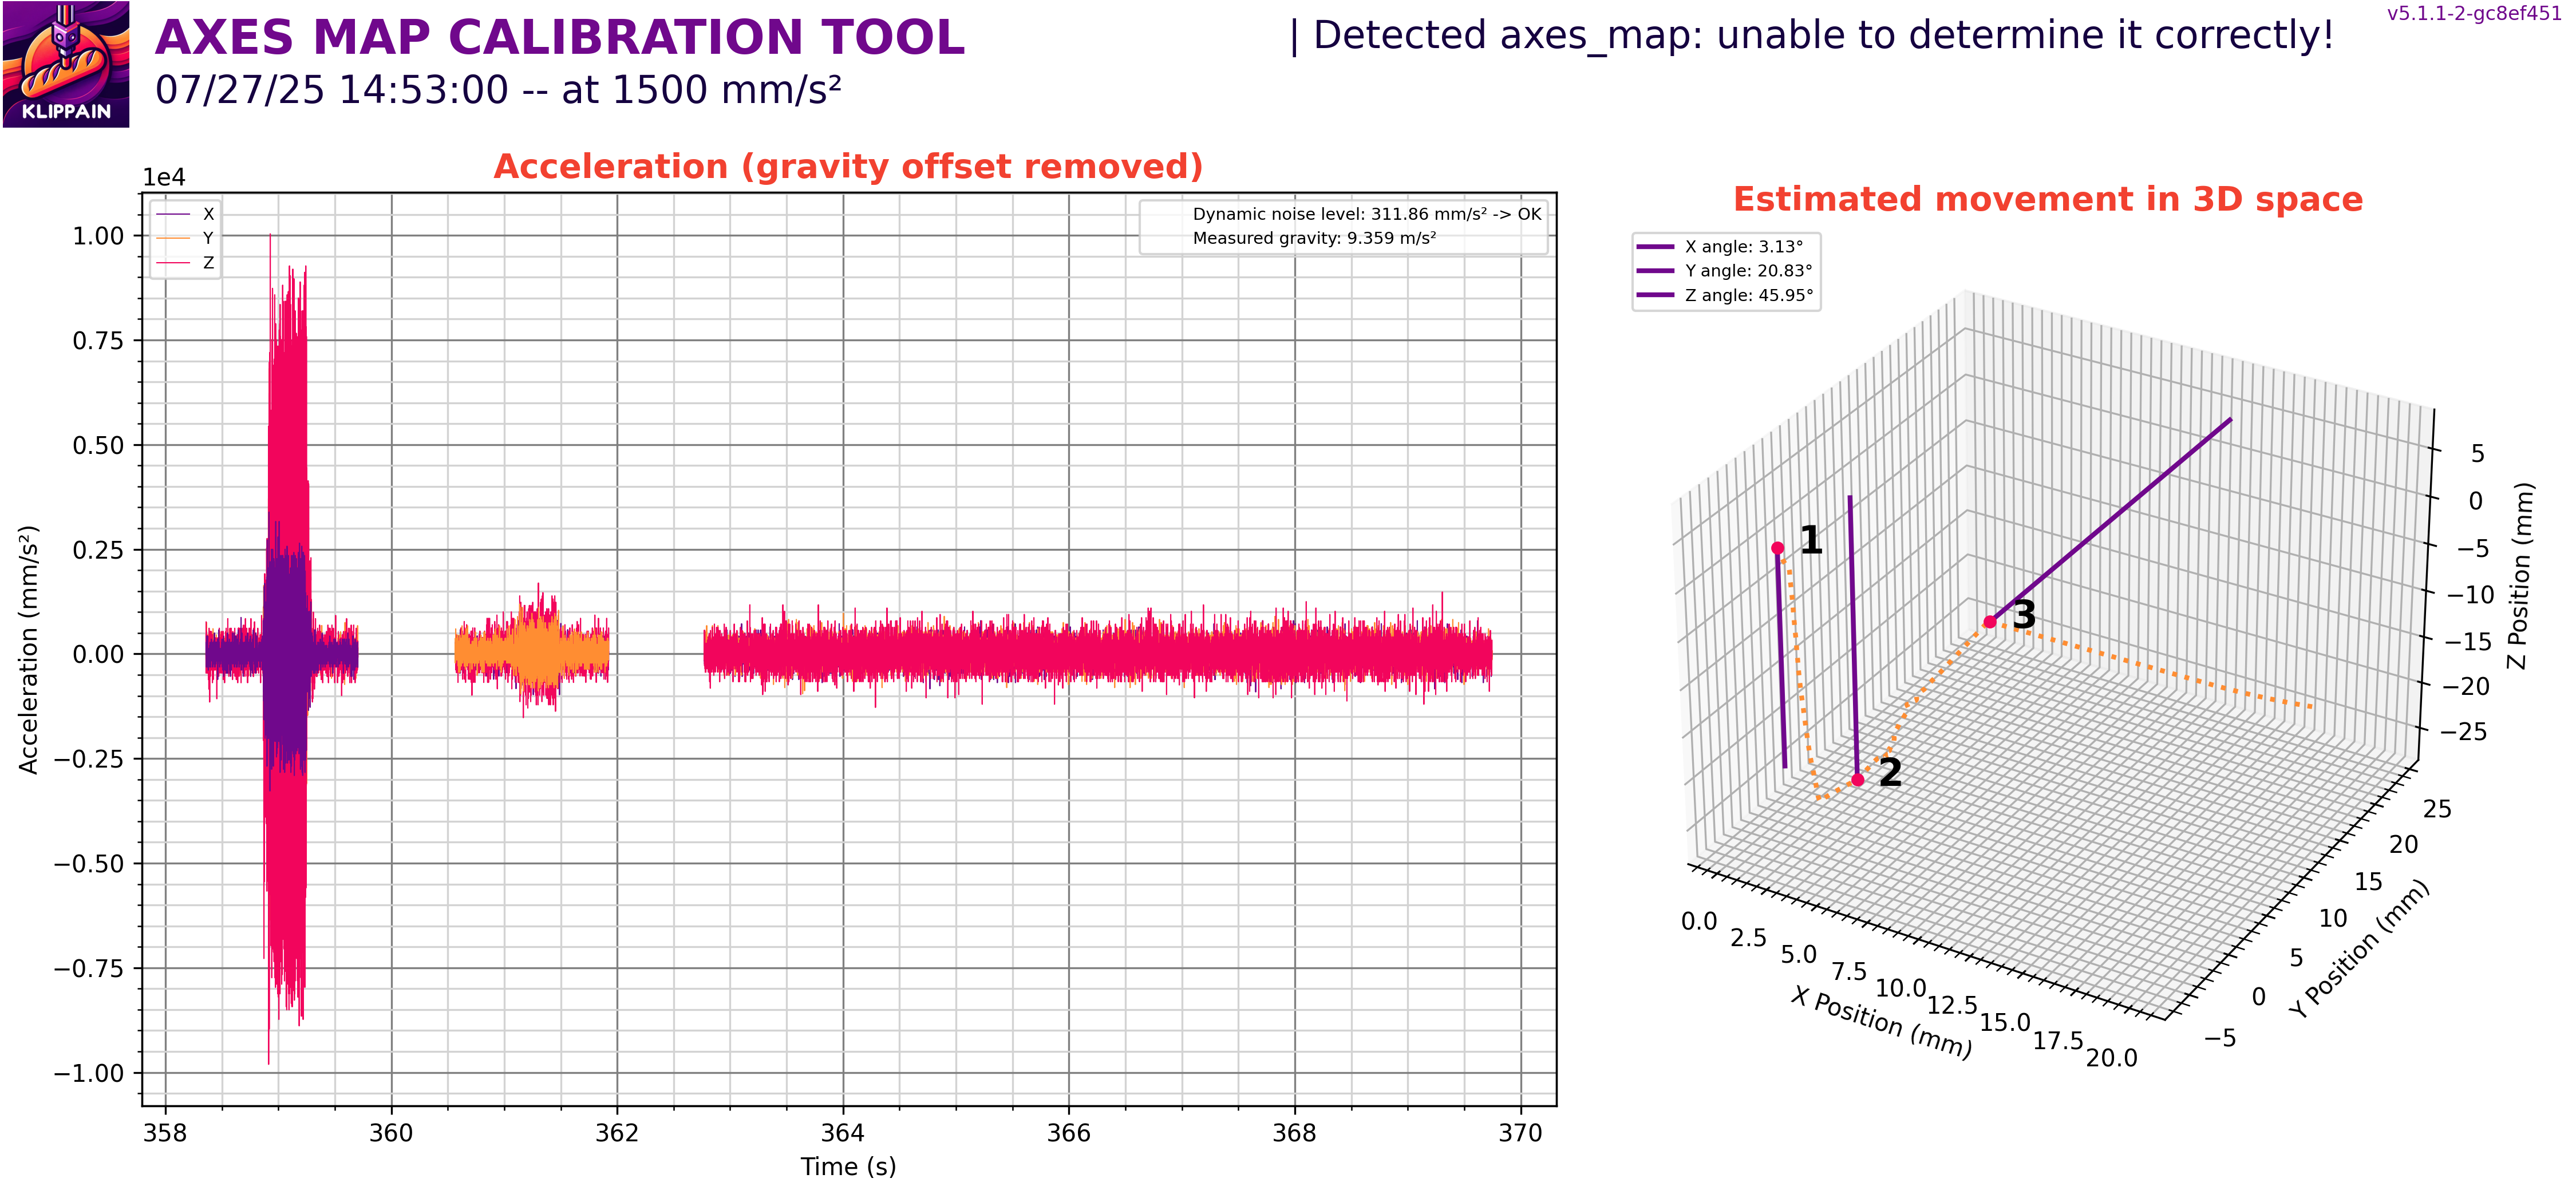 KLIPPAIN
AXES MAP CALIBRATION TOOL
07/27/25 14:53:00 -- at 1500 mm/s²
| Detected axes_map: unable to determine it correctly!
v5.1.1-2-gc8ef451
Acceleration (gravity offset removed)
1e4
X
Y
Z
Dynamic noise level: 311.86 mm/s² -> OK
Measured gravity: 9.359 m/s²
1.00
0.75
0.50
0.25
0.00
−0.25
−0.50
−0.75
−1.00
Acceleration (mm/s²)
358
360
362
364
366
368
370
Time (s)
Estimated movement in 3D space
X angle: 3.13°
Y angle: 20.83°
Z angle: 45.95°
1
2
3
5
0
−5
−10
−15
−20
−25
Z Position (mm)
25
20
15
10
5
0
−5
Y Position (mm)
0.0
2.5
5.0
7.5
10.0
12.5
15.0
17.5
20.0
X Position (mm)